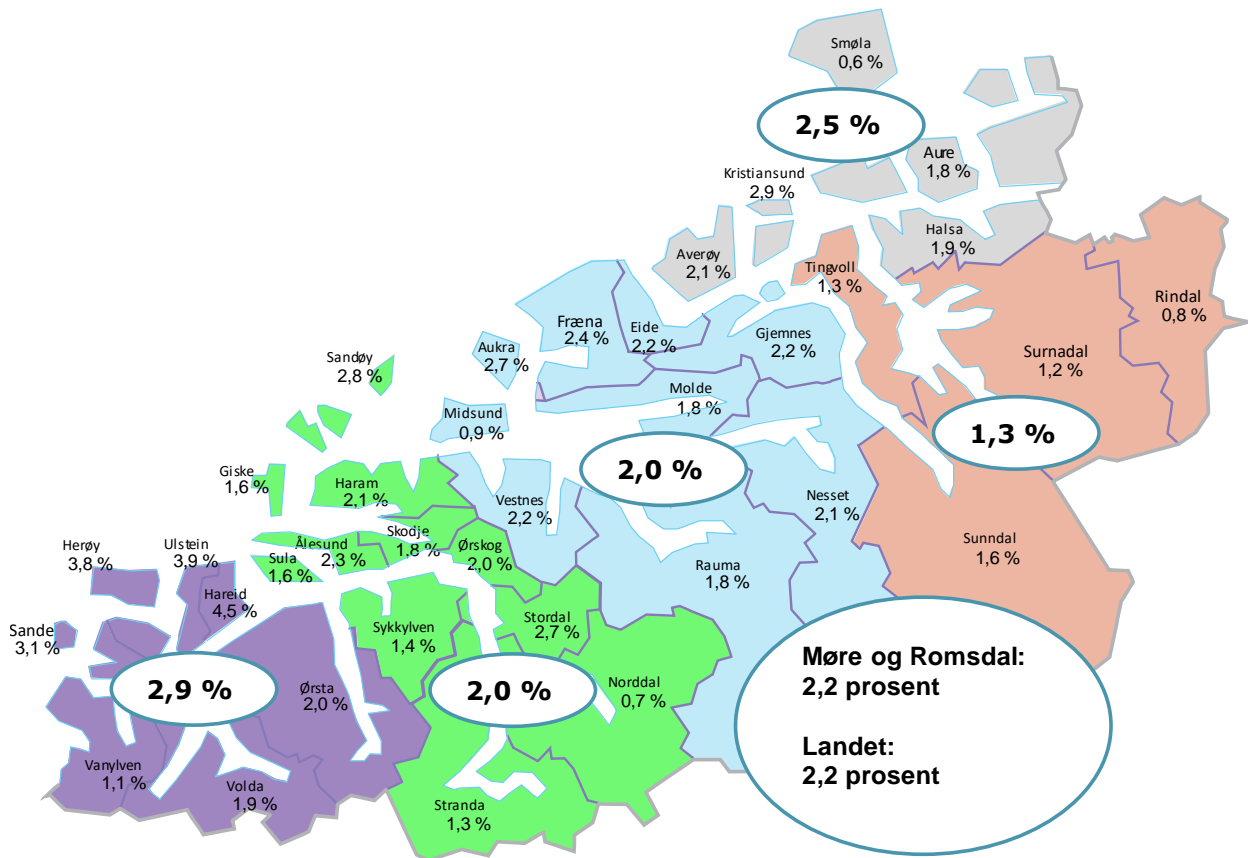 Smøla
0,6 %
2,5 %
Aure
1,8 %
Kristiansund
2,9 %
Halsa
1,9 %
Averøy
2,1 %
Tingvoll
1,3 %
Rindal
0,8 %
Fræna
2,4 %
Eide
2,2 %
Gjemnes
2,2 %
Surnadal
1,2 %
Aukra
2,7 %
Sandøy
2,8 %
Molde
1,8 %
Midsund
0,9 %
1,3 %
2,0 %
Giske
1,6 %
Haram
2,1 %
Vestnes
2,2 %
Nesset
2,1 %
Skodje
1,8 %
Ørskog
2,0 %
Sunndal
1,6 %
Herøy
3,8 %
Ulstein
3,9 %
Ålesund
2,3 %
Sula
1,6 %
Rauma
1,8 %
Hareid
4,5 %
Sande
3,1 %
Sykkylven
1,4 %
Stordal
2,7 %
Møre og Romsdal:
2,2 prosent
Landet:
2,2 prosent
2,9 %
Ørsta
2,0 %
2,0 %
Norddal
0,7 %
Vanylven
1,1 %
Volda
1,9 %
Stranda
1,3 %